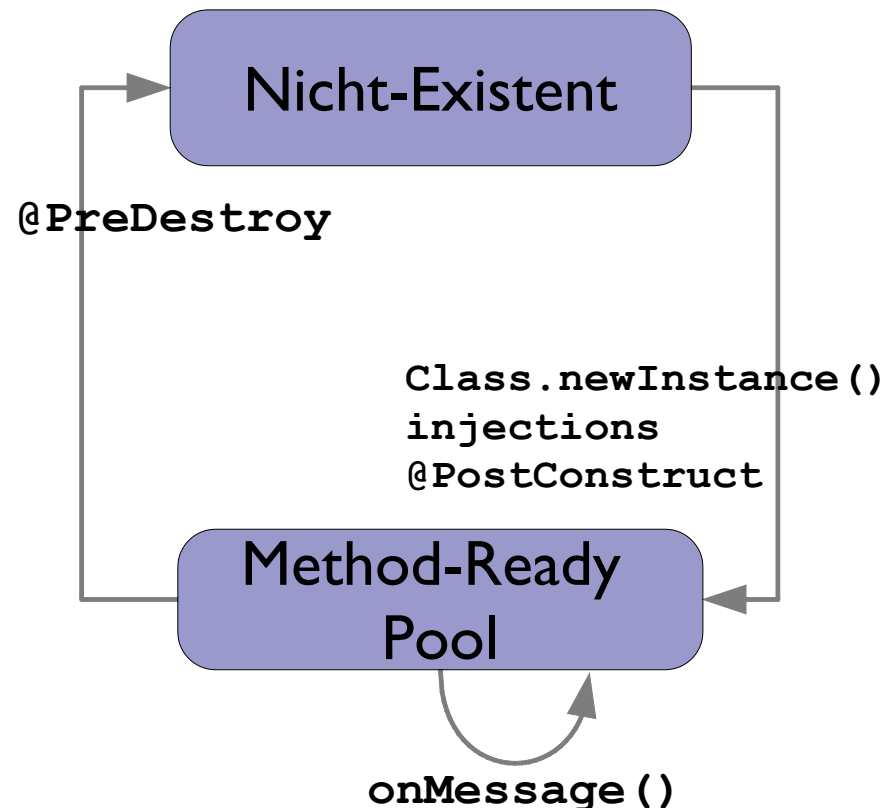 Nicht-Existent
@PreDestroy
Class.newInstance()
injections
@PostConstruct
Method-Ready
Pool
onMessage()